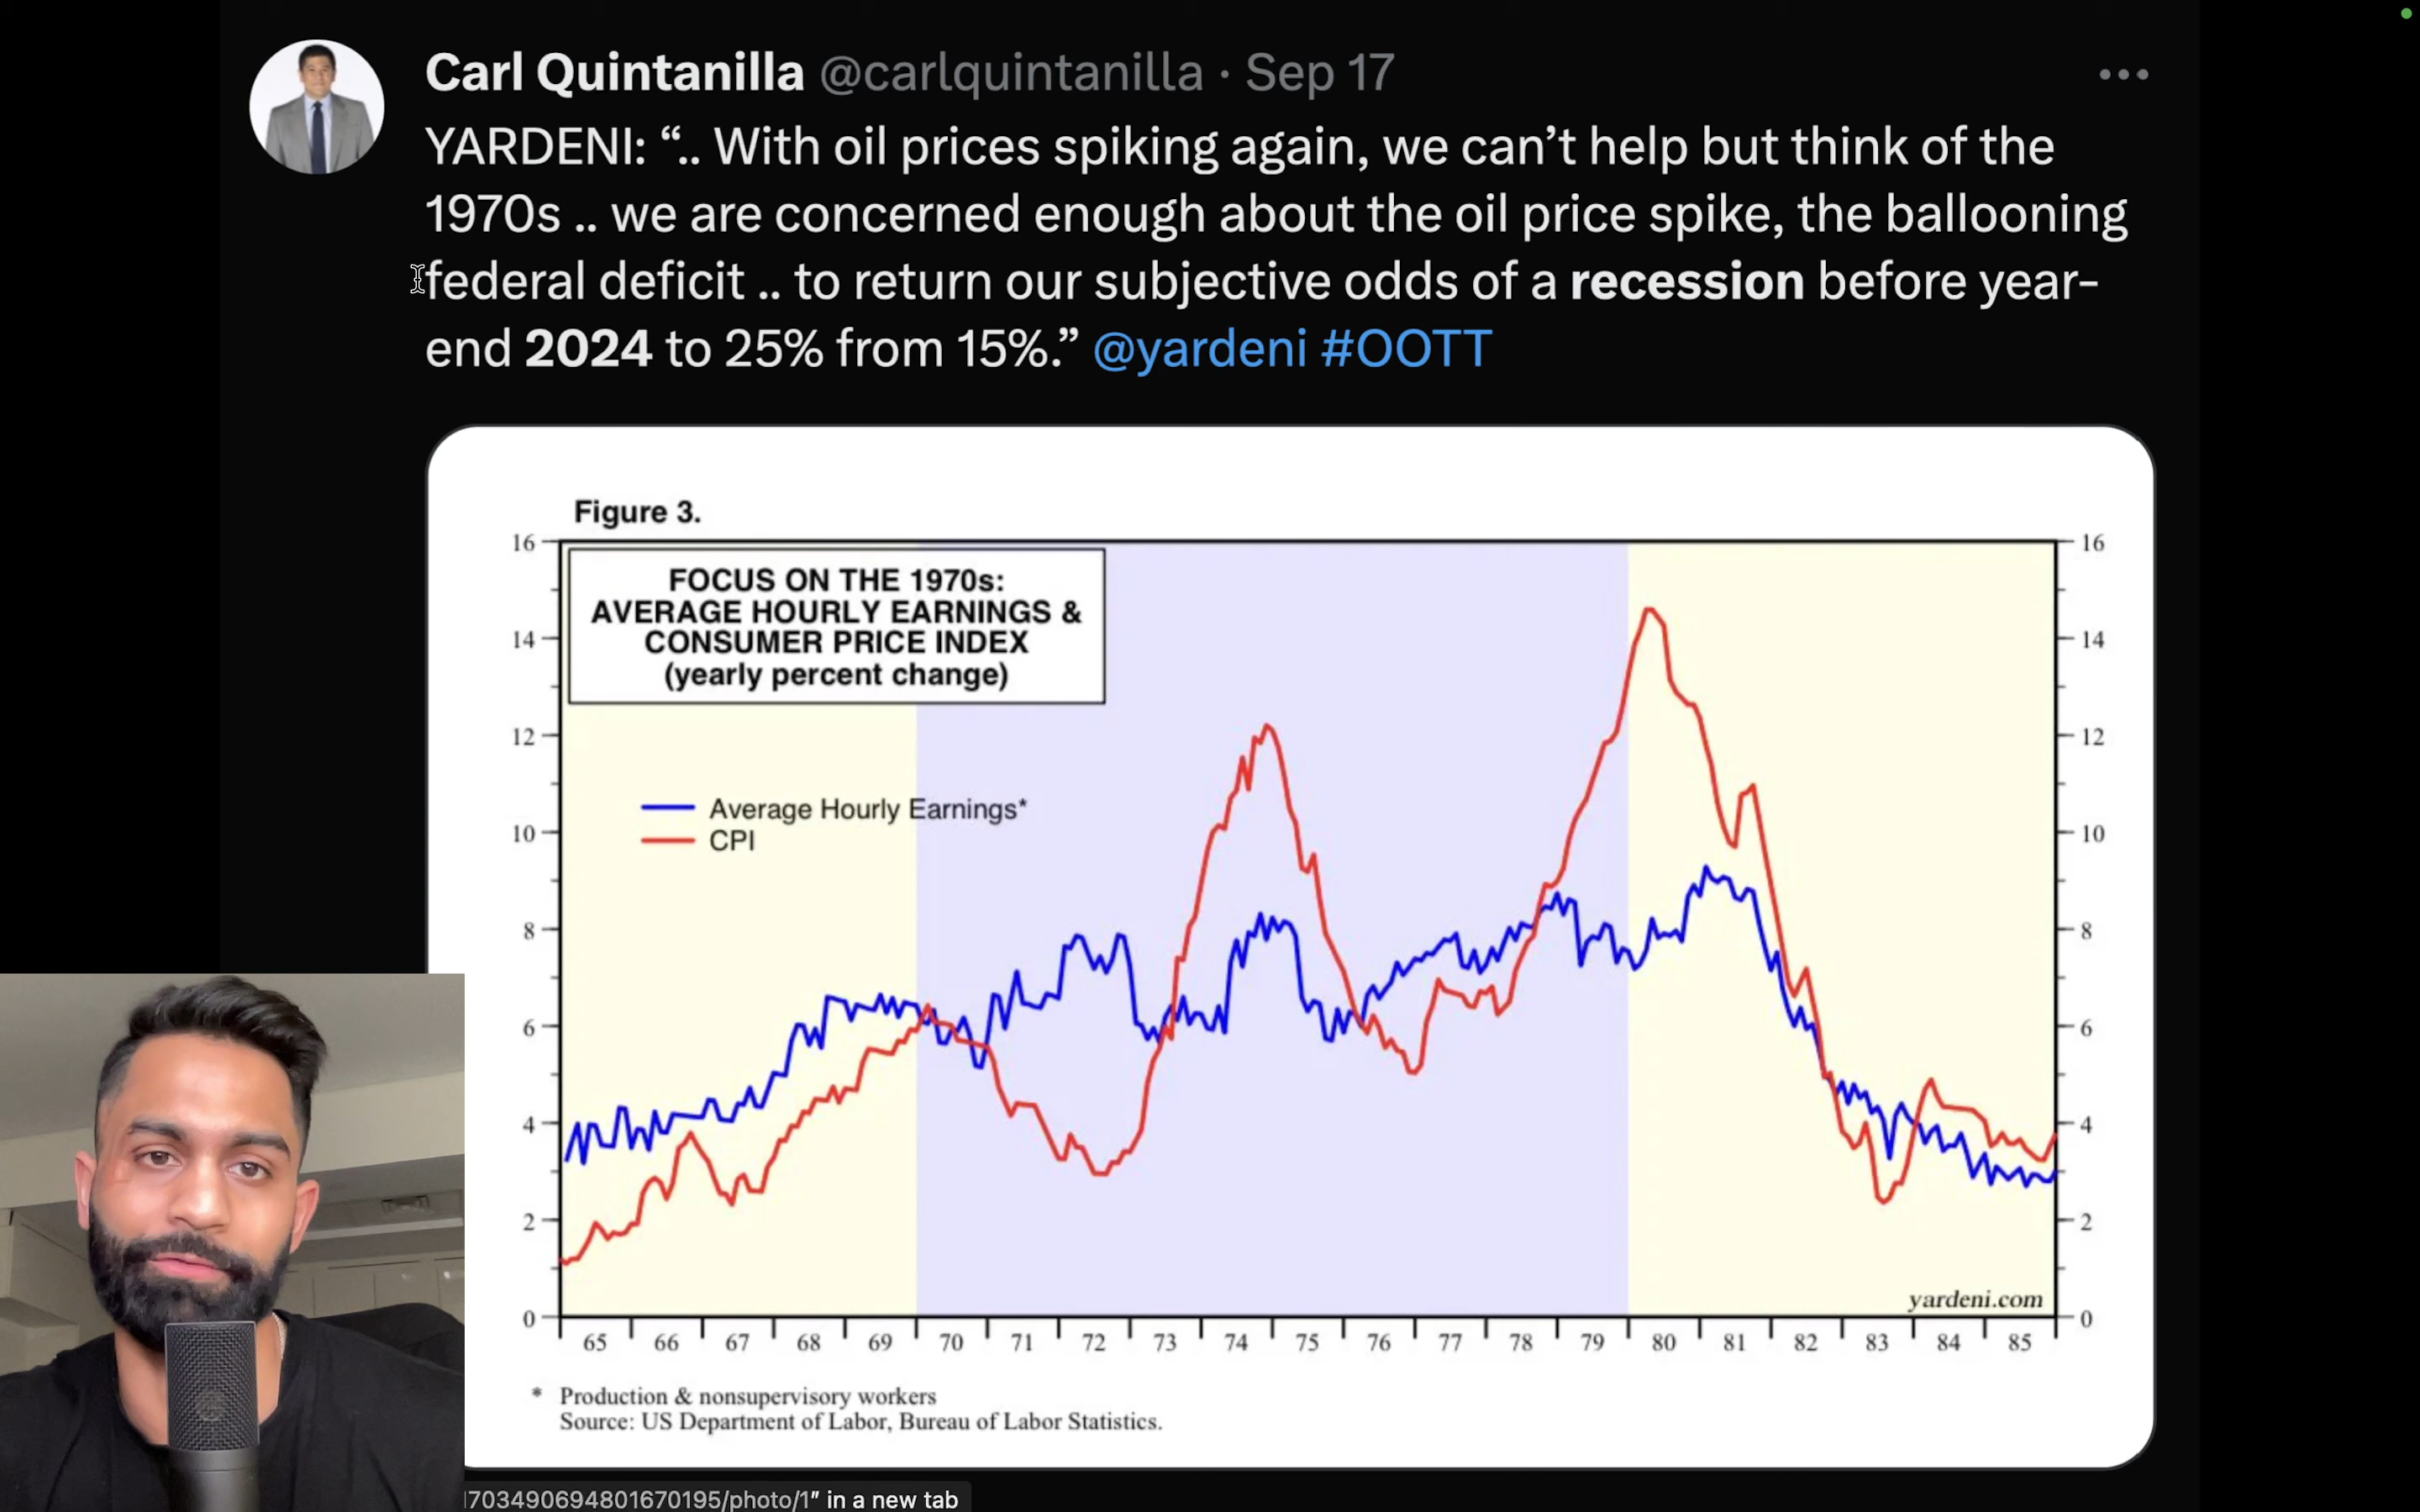 Carl Quintanilla @carlquintanilla · Sep 17
YARDENI: “.. With oil prices spiking again, we can’t help but think of the
1970s .. we are concerned enough about the oil price spike, the ballooning
federal deficit .. to return our subjective odds of a recession before year-
end 2024 to 25% from 15%.” @yardeni #OOTT
Figure 3.
FOCUS ON THE 1970s:
AVERAGE HOURLY EARNINGS &
CONSUMER PRICE INDEX
(yearly percent change)
Average Hourly Earnings*
CPI
16
14
12
10
8
6
4
2
0
16
14
12
10
8
6
4
2
0
yardeni.com
65 66 67 68 69 70 71 72 73 74 75 76 77 78 79 80 81 82 83 84 85
* Production & nonsupervisory workers
Source: US Department of Labor, Bureau of Labor Statistics.
1703490694801670195/photo/1” in a new tab